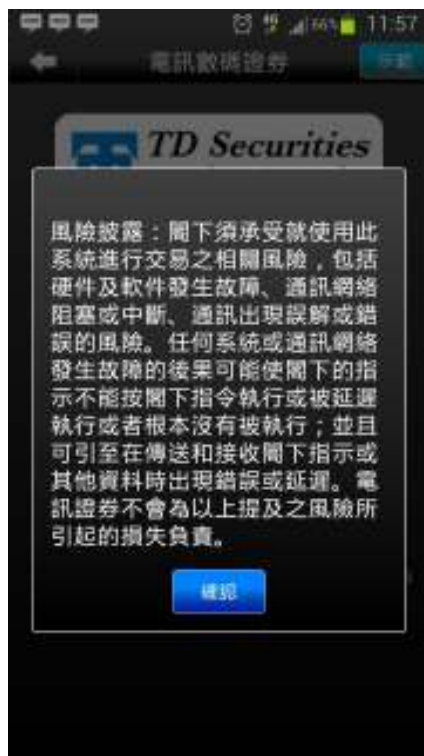 66% 11:57
電訊數碼證券
TD Securities
風險披露：閣下須承受就使用此
系統進行交易之相關風險，包括
硬件及軟件發生故障、通訊網絡
阻塞或中斷、通訊出現誤解或錯
誤的風險。任何系統或通訊網絡
發生故障的後果可能使閣下的指
示不能按閣下指令執行或被延遲
執行或者根本沒有被執行；並且
可引至在傳送和接收閣下指示或
其他資料時出現錯誤或延遲。電
訊證券不會為以上提及之風險所
引起的損失負責。
確認